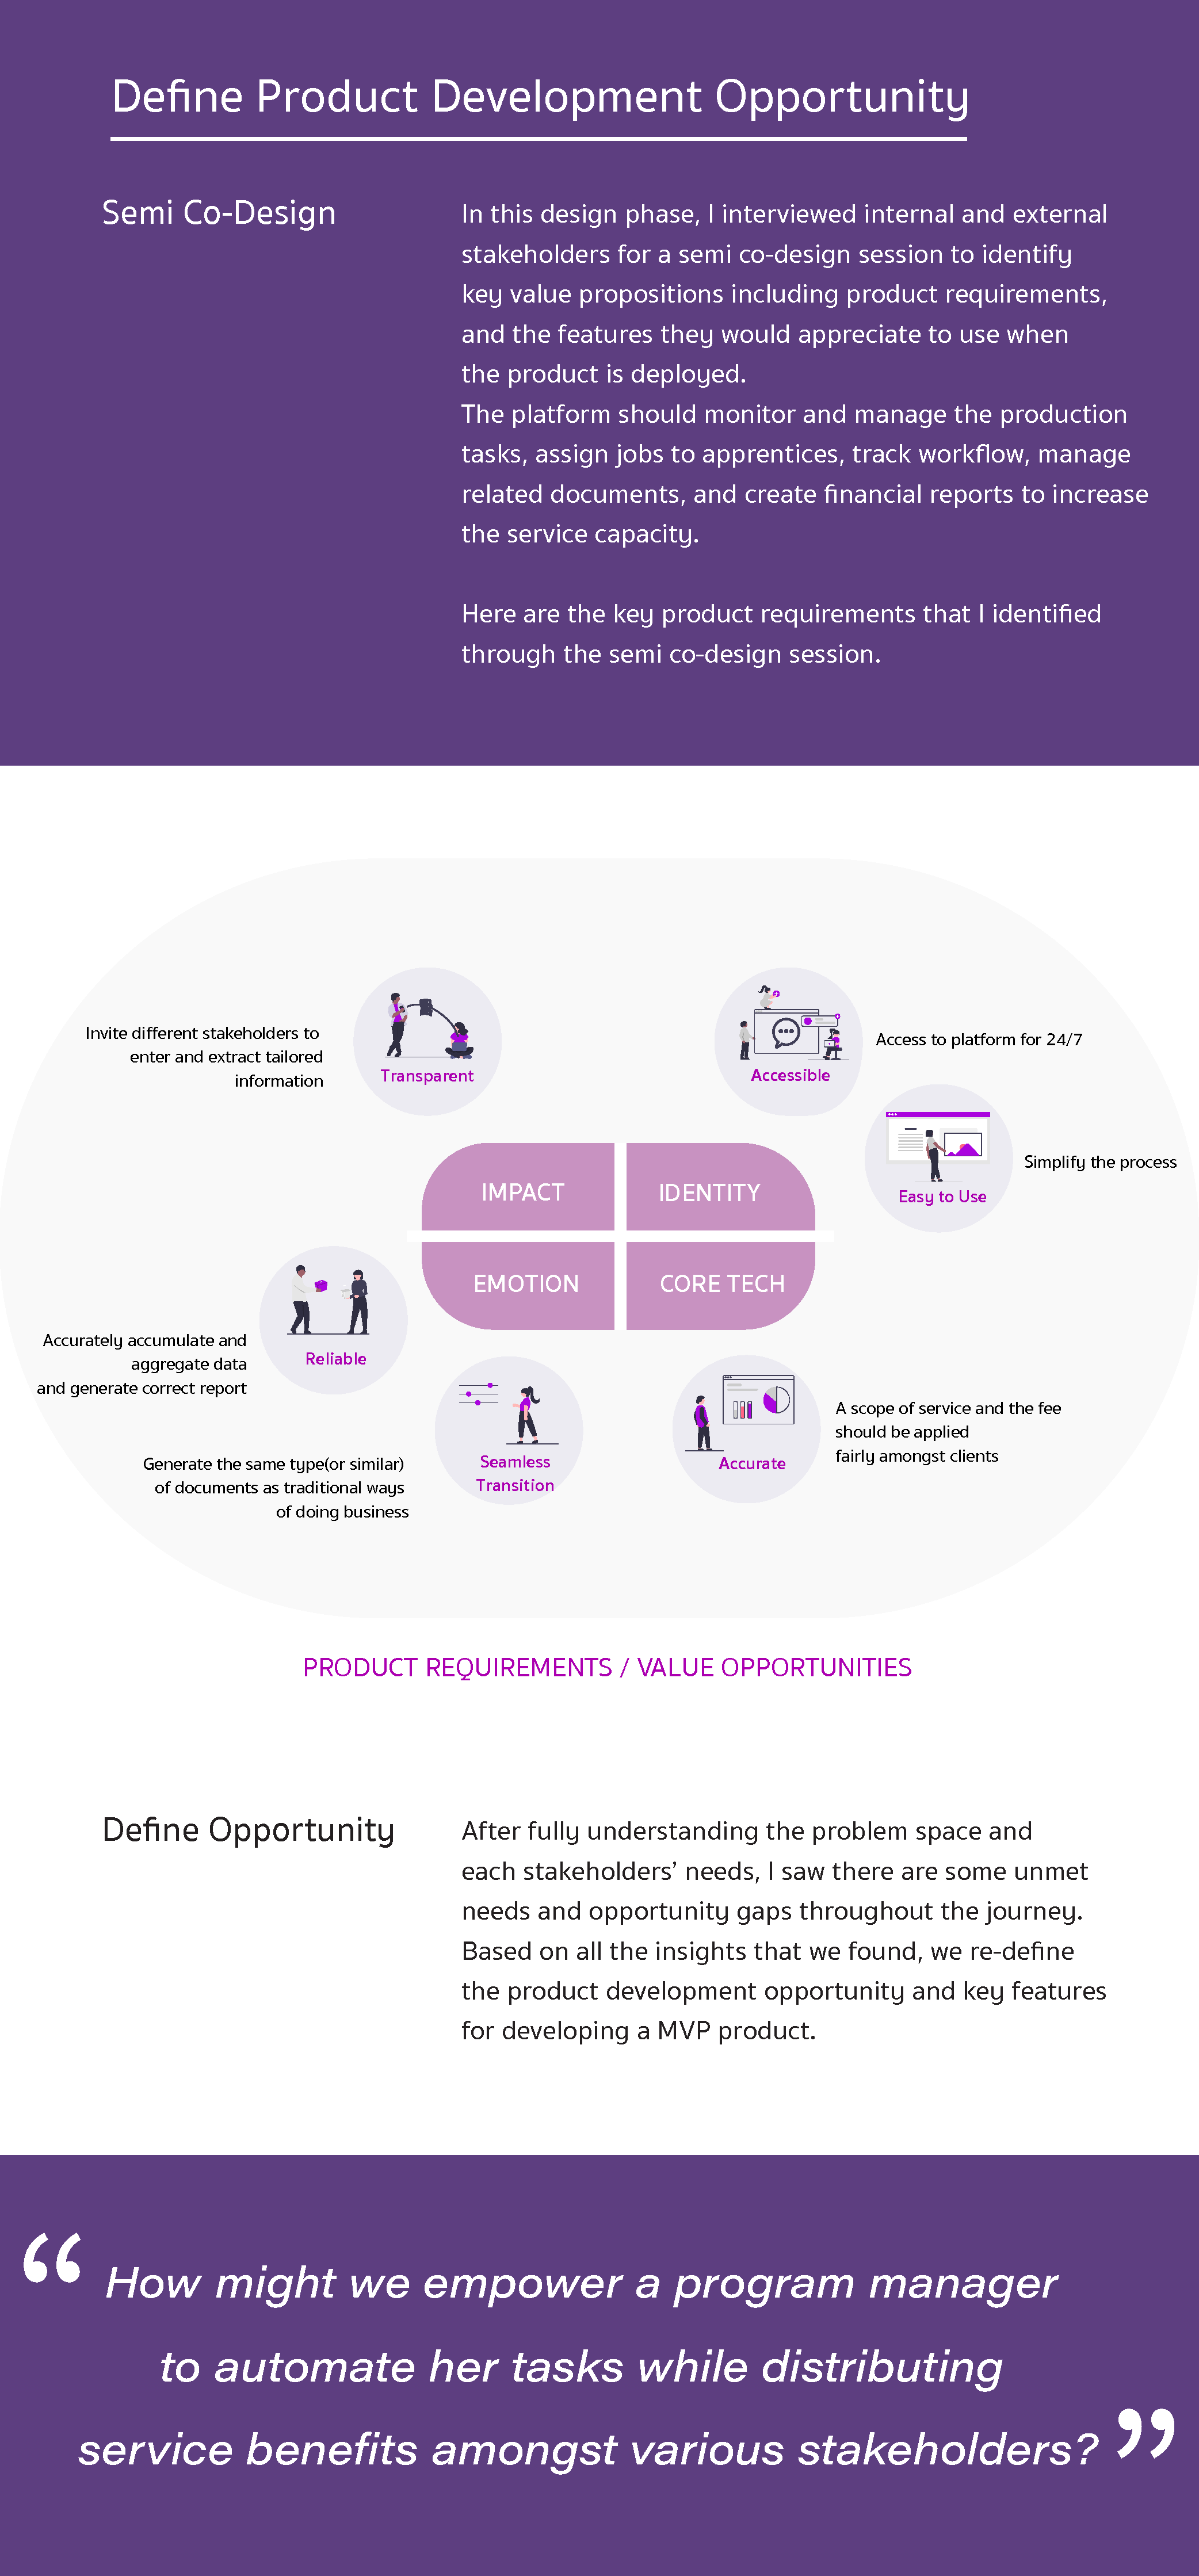 Define Product Development Opportunity
Semi Co-Design
In this design phase, I interviewed internal and external
stakeholders for a semi co-design session to identify
key value propositions including product requirements,
and the features they would appreciate to use when
the product is deployed.
The platform should monitor and manage the production
tasks, assign jobs to apprentices, track workflow, manage
related documents, and create financial reports to increase
the service capacity.
Here are the key product requirements that I identified
through the semi co-design session.
Invite different stakeholders to
enter and extract tailored
information
Transparent
Accessible
Access to platform for 24/7
Easy to Use
Simplify the process
IMPACT
IDENTITY
EMOTION
CORE TECH
Accurately accumulate and
aggregate data
and generate correct report
Reliable
Generate the same type(or similar)
of documents as traditional ways
of doing business
Seamless
Transition
Accurate
A scope of service and the fee
should be applied
fairly amongst clients
PRODUCT REQUIREMENTS / VALUE OPPORTUNITIES
Define Opportunity
After fully understanding the problem space and
each stakeholders’ needs, I saw there are some unmet
needs and opportunity gaps throughout the journey.
Based on all the insights that we found, we re-define
the product development opportunity and key features
for developing a MVP product.
“ How might we empower a program manager
to automate her tasks while distributing
service benefits amongst various stakeholders? ”